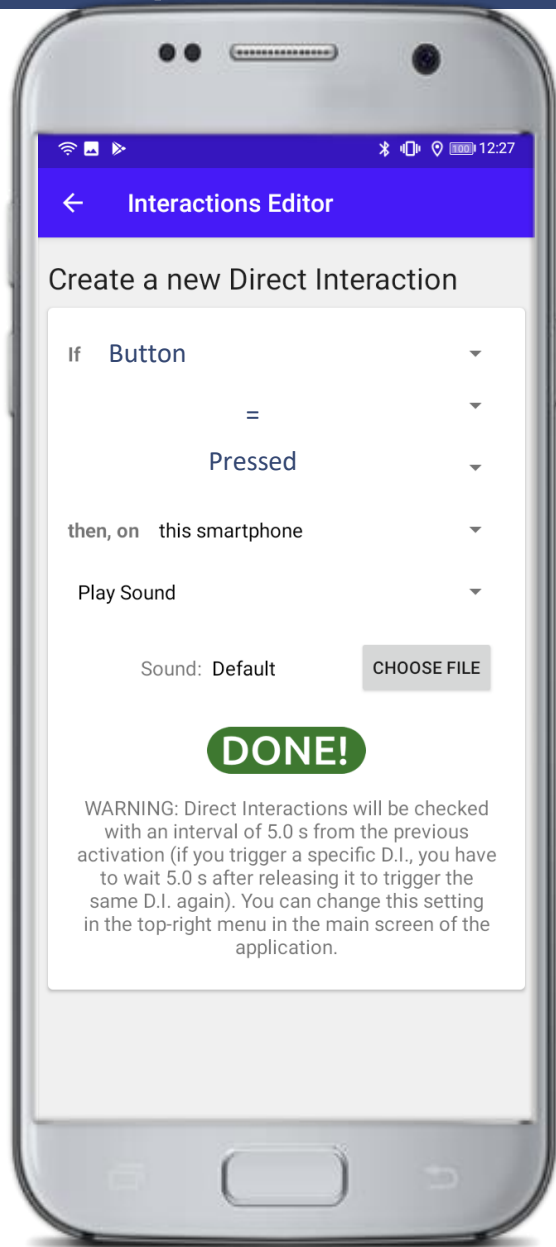 100 12:27
Interactions Editor
Create a new Direct Interaction
If Button
=
Pressed
then, on this smartphone
Play Sound
Sound: Default CHOOSE FILE
DONE!
WARNING: Direct Interactions will be checked
with an interval of 5.0 s from the previous
activation (if you trigger a specific D.I., you have
to wait 5.0 s after releasing it to trigger the
same D.I. again). You can change this setting
in the top-right menu in the main screen of the
application.